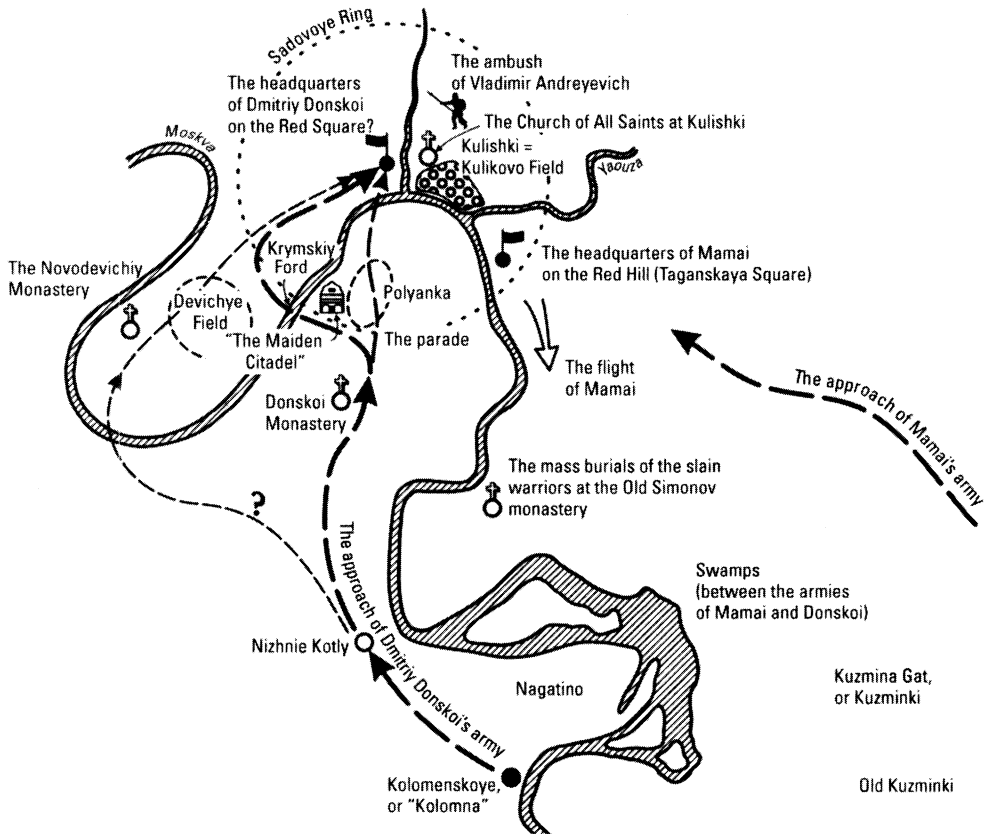 Sadovoye Ring
The headquarters
of Dmitriy Donskoi
on the Red Square?
The ambush
of Vladimir Andreyevich
The Church of All Saints at Kulishki
Kulishki =
Kulikovo Field
Moskva
Yaouza
The headquarters of Mamai
on the Red Hill (Taganskaya Square)
The Novodevichiy
Monastery
Krymskiy
Ford
Devichye
Field
Polyanka
"The Maiden
Citadel"
The parade
The flight
of Mamai
The approach of Mamai's army
Donskoi
Monastery
The mass burials of the slain
warriors at the Old Simonov
monastery
?
The approach of Dmitriy Donskoi's army
Swamps
(between the armies
of Mamai and Donskoi)
Nizhnie Kotly
Nagatino
Kuzmina Gat,
or Kuzminki
Kolomenskoye,
or "Kolomna"
Old Kuzminki